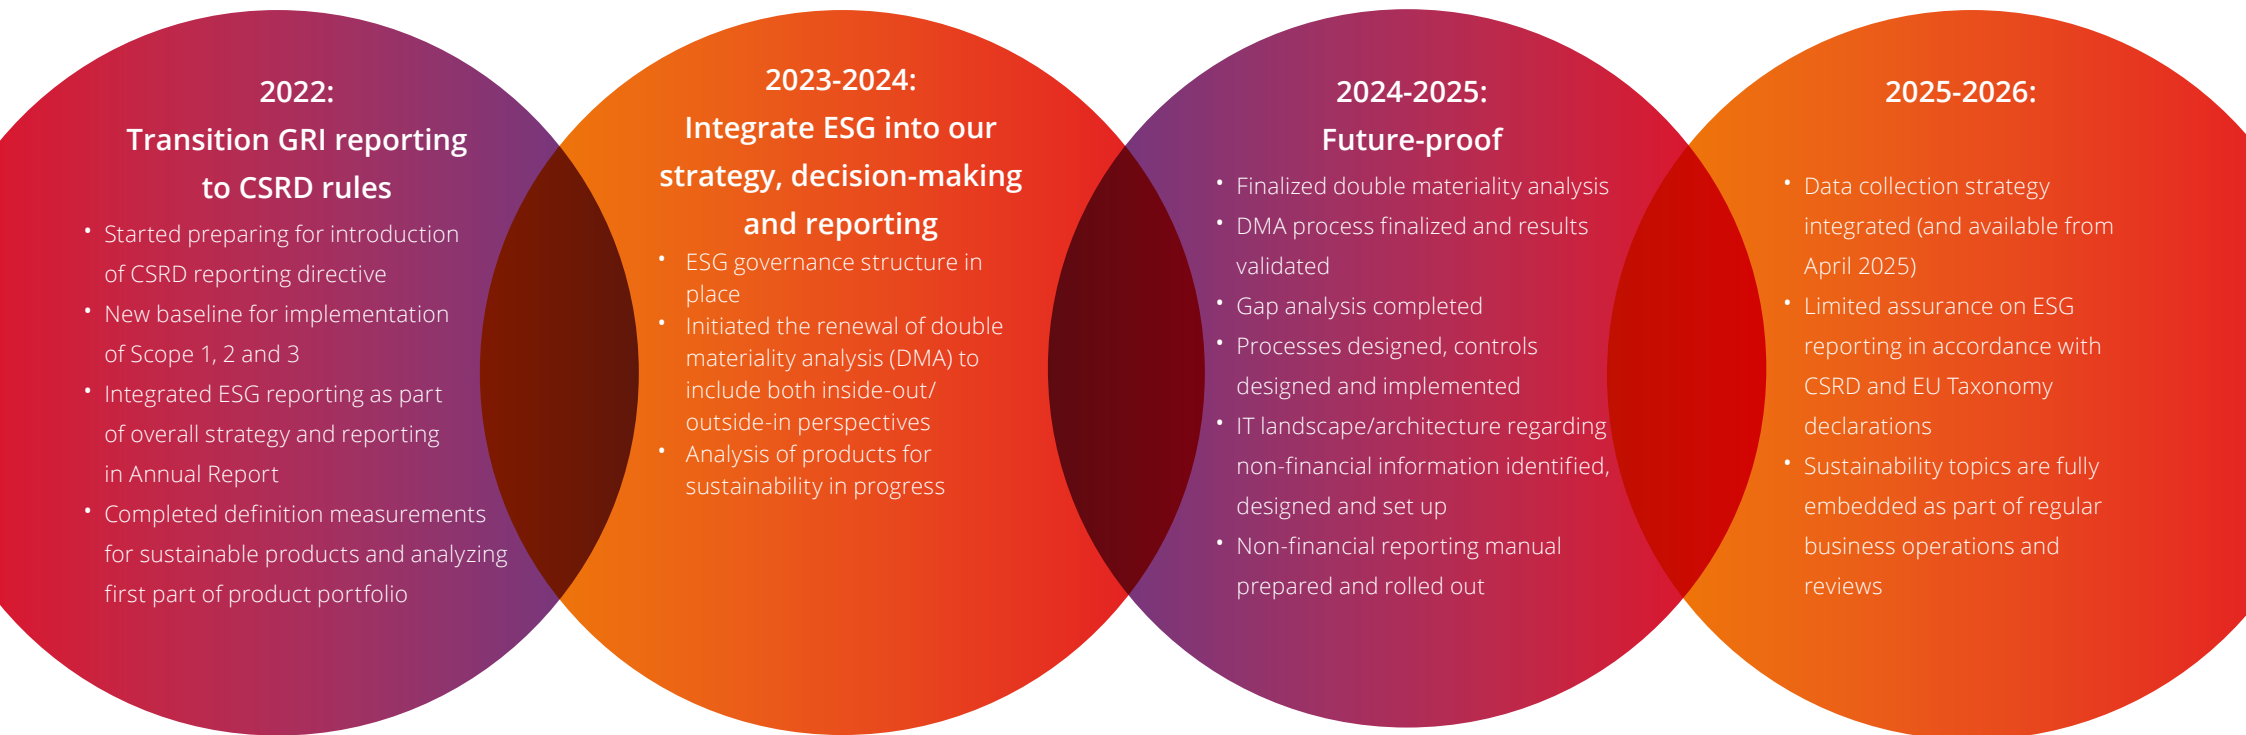 2022:
Transition GRI reporting
to CSRD rules
• Started preparing for introduction
of CSRD reporting directive
• New baseline for implementation
of Scope 1, 2 and 3
• Integrated ESG reporting as part
of overall strategy and reporting
in Annual Report
• Completed definition measurements
for sustainable products and analyzing
first part of product portfolio
2023-2024:
Integrate ESG into our
strategy, decision-making
and reporting
• ESG governance structure in
place
• Initiated the renewal of double
materiality analysis (DMA) to
include both inside-out/
outside-in perspectives
• Analysis of products for
sustainability in progress
2024-2025:
Future-proof
• Finalized double materiality analysis
• DMA process finalized and results
validated
• Gap analysis completed
• Processes designed, controls
designed and implemented
• IT landscape/architecture regarding
non-financial information identified,
designed and set up
• Non-financial reporting manual
prepared and rolled out
2025-2026:
• Data collection strategy
integrated (and available from
April 2025)
• Limited assurance on ESG
reporting in accordance with
CSRD and EU Taxonomy
declarations
• Sustainability topics are fully
embedded as part of regular
business operations and
reviews